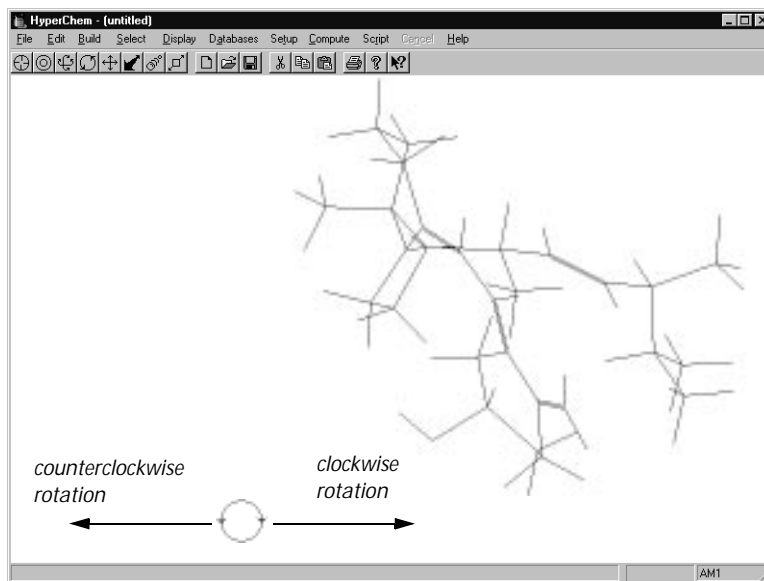 HyperChem - (untitled)
File Edit Build Select Display Databases Setup Compute Script Cancel Help
counterclockwise
rotation
clockwise
rotation
AM1